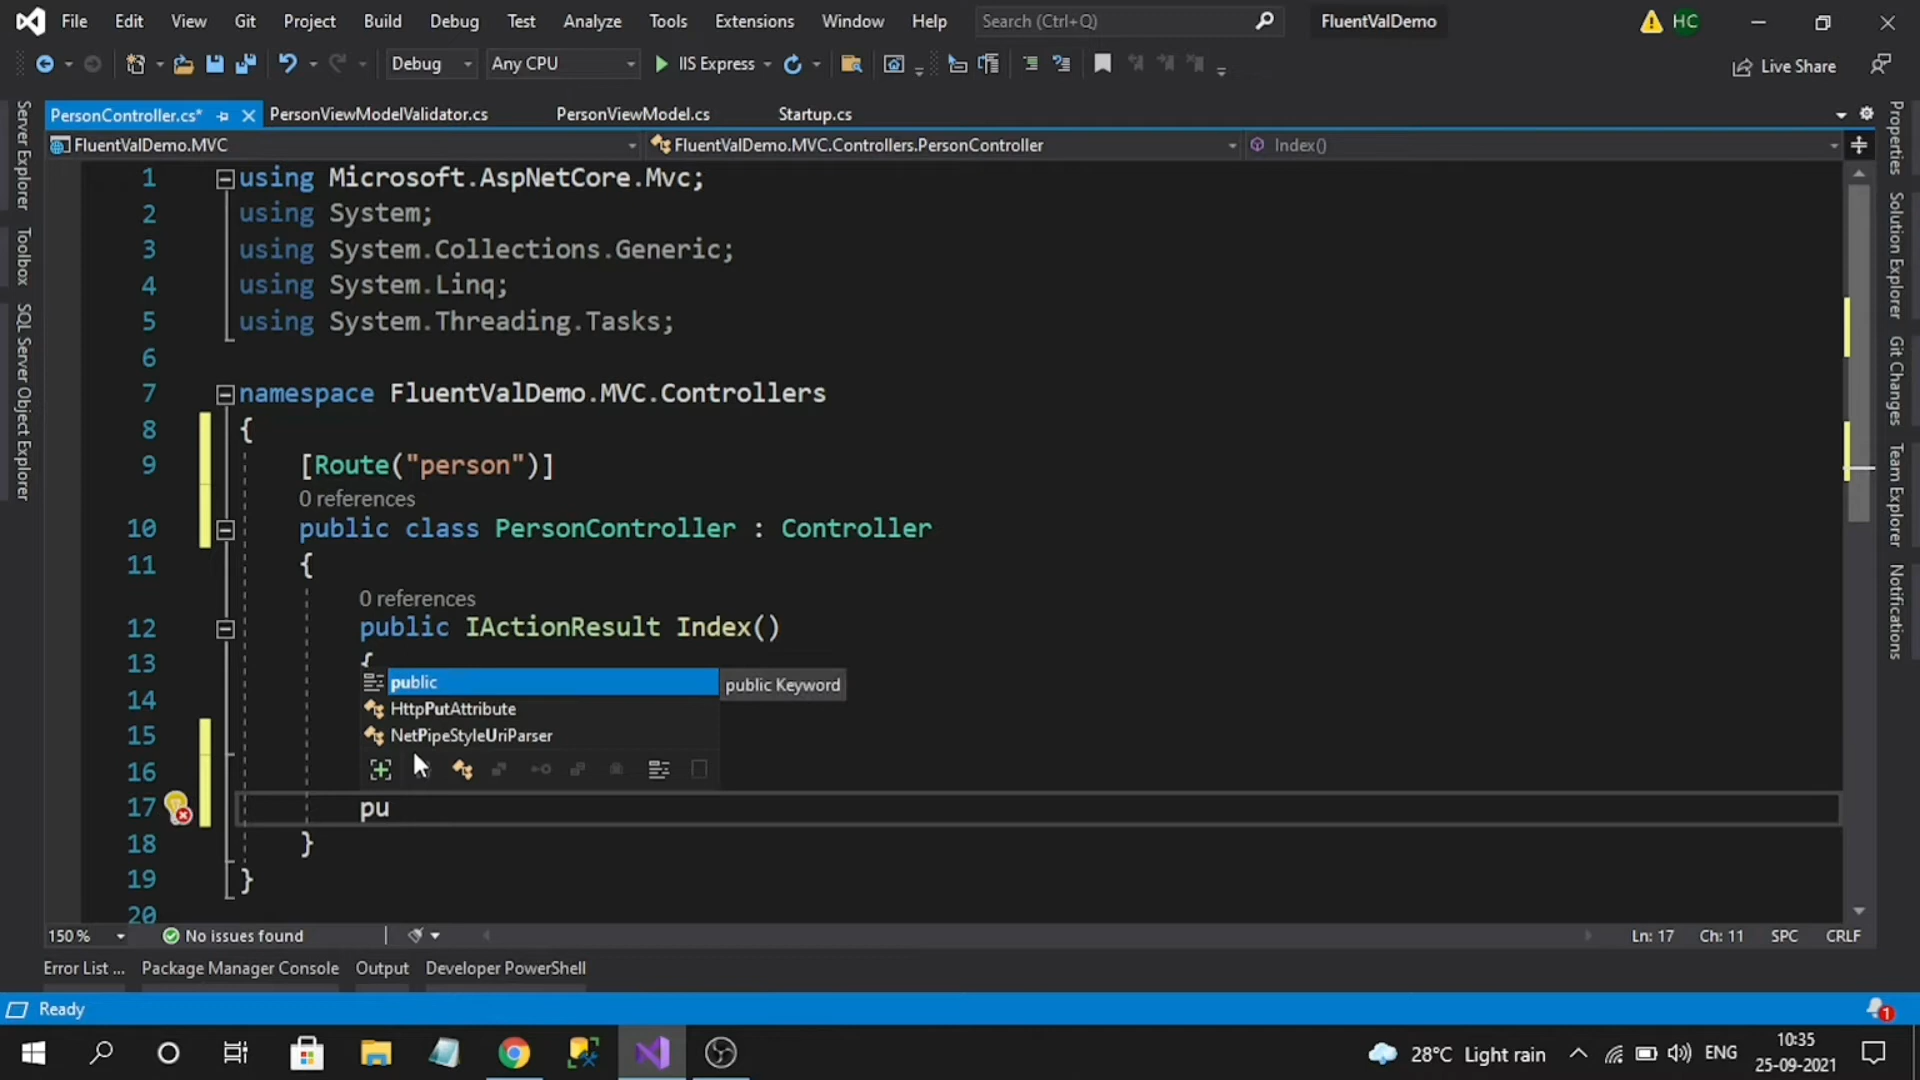 File Edit View Git Project Build Debug Test Analyze Tools Extensions Window Help Search (Ctrl+Q) FluentValDemo HC
Debug Any CPU IIS Express Live Share
PersonController.cs* PersonViewModelValidator.cs PersonViewModel.cs Startup.cs
FluentValDemo.MVC FluentValDemo.MVC.Controllers.PersonController Index()
Server Explorer
Toolbox
SQL Server Object Explorer
1 using Microsoft.AspNetCore.Mvc;
2 using System;
3 using System.Collections.Generic;
4 using System.Linq;
5 using System.Threading.Tasks;
6
7 namespace FluentValDemo.MVC.Controllers
8 {
9 [Route("person")]
0 references
10 public class PersonController : Controller
11 {
0 references
12 public IActionResult Index()
13 {
public public Keyword
14 HttpPutAttribute
15 NetPipeStyleUriParser
16
17 pu
18 }
19 }
20
Properties
Solution Explorer
Git Changes
Team Explorer
Notifications
150 % No issues found Ln: 17 Ch: 11 SPC CRLF
Error List ... Package Manager Console Output Developer PowerShell
Ready 1
28°C Light rain ENG 10:35
25-09-2021